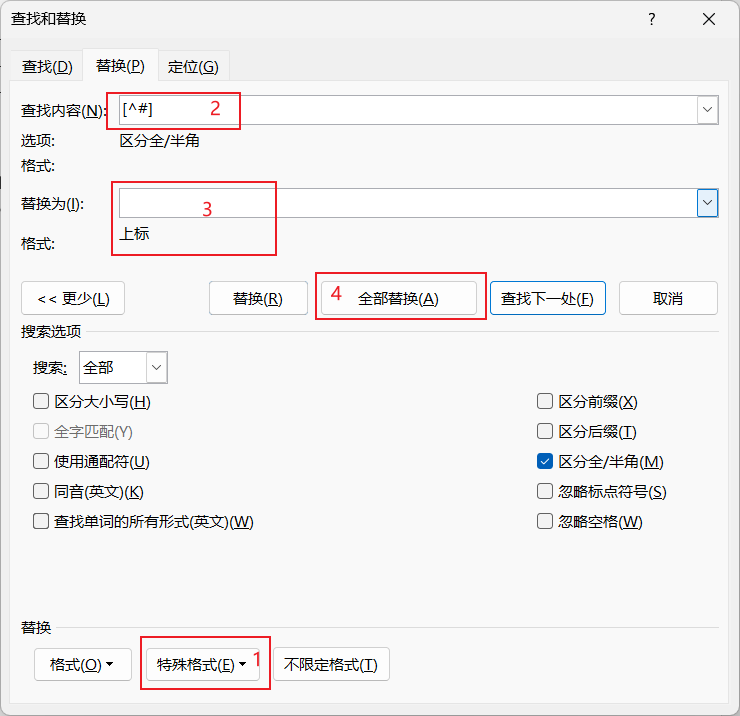 查找和替换 ?
查找(D) 替换(P) 定位(G)
查找内容(N): [^#] 2
选项: 区分全/半角
格式:
替换为(I): 3
格式: 上标
<< 更少(L) 替换(R) 4 全部替换(A) 查找下一处(F) 取消
搜索选项
搜索: 全部
区分大小写(H) 区分前缀(X)
全字匹配(Y) 区分后缀(T)
使用通配符(U) 区分全/半角(M)
同音(英文)(K) 忽略标点符号(S)
查找单词的所有形式(英文)(W) 忽略空格(W)
替换
格式(O) 特殊格式(E) 1 不限定格式(T)